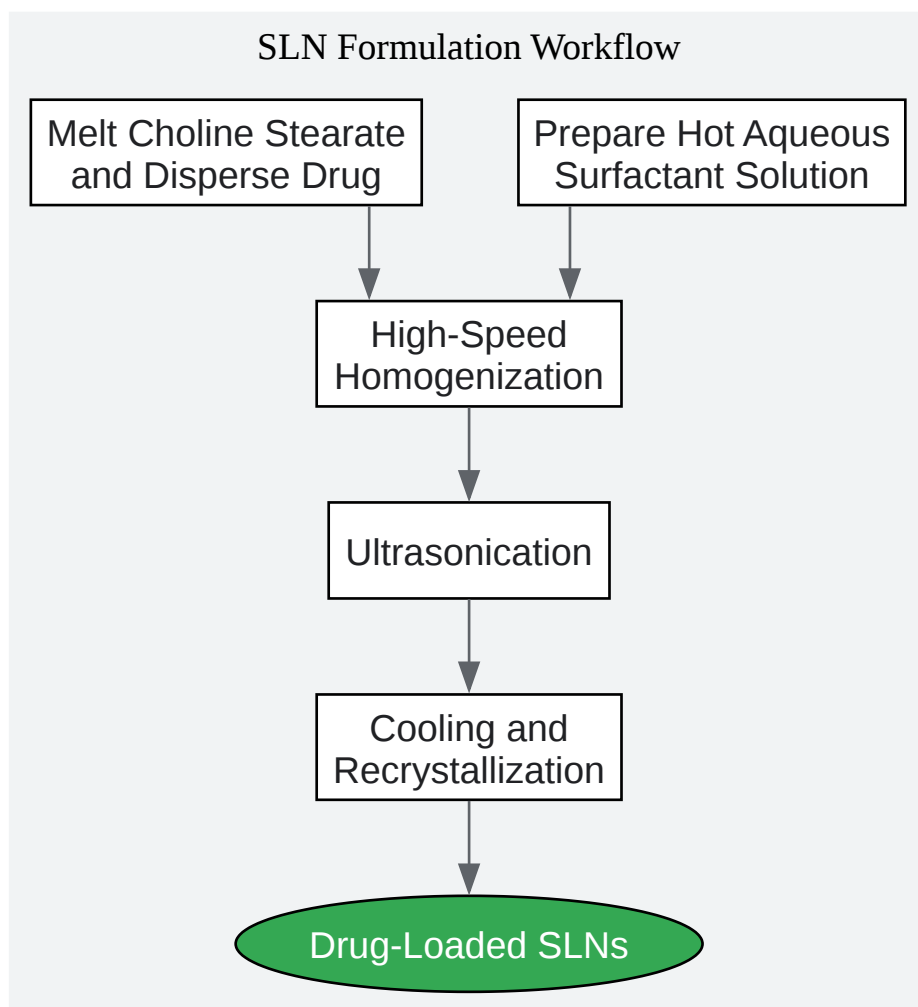 SLN Formulation Workflow
Melt Choline Stearate
and Disperse Drug
Prepare Hot Aqueous
Surfactant Solution
High-Speed
Homogenization
Ultrasonication
Cooling and
Recrystallization
Drug-Loaded SLNs